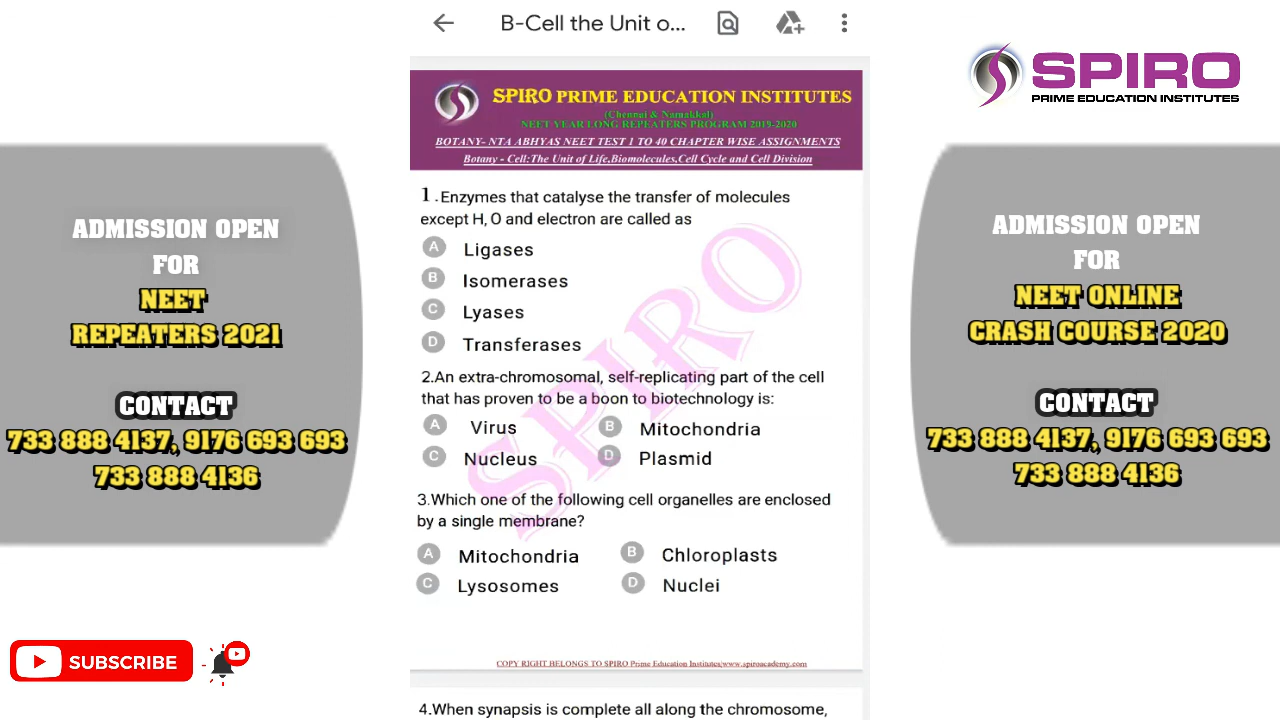 B-Cell the Unit o...
SPIRO
PRIME EDUCATION INSTITUTES
SPIRO PRIME EDUCATION INSTITUTES
(Chennai & Namakkal)
NEET YEAR LONG REPEATERS PROGRAM 2019-2020
BOTANY- NTA ABHYAS NEET TEST 1 TO 40 CHAPTER WISE ASSIGNMENTS
Botany - Cell:The Unit of Life,Biomolecules,Cell Cycle and Cell Division
ADMISSION OPEN
FOR
NEET
REPEATERS 2021
CONTACT
733 888 4137, 9176 693 693
733 888 4136
1.Enzymes that catalyse the transfer of molecules
except H, O and electron are called as
A Ligases
B Isomerases
C Lyases
D Transferases
2.An extra-chromosomal, self-replicating part of the cell
that has proven to be a boon to biotechnology is:
A Virus B Mitochondria
C Nucleus D Plasmid
3.Which one of the following cell organelles are enclosed
by a single membrane?
A Mitochondria B Chloroplasts
C Lysosomes D Nuclei
SPIRO
COPY RIGHT BELONGS TO SPIRO Prime Education Institutes/www.spiroacademy.com
4.When synapsis is complete all along the chromosome,
ADMISSION OPEN
FOR
NEET ONLINE
CRASH COURSE 2020
CONTACT
733 888 4137, 9176 693 693
733 888 4136
SUBSCRIBE